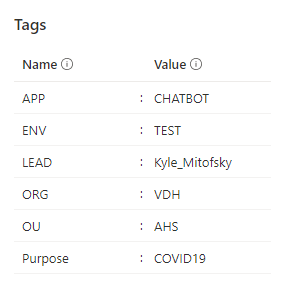 Tags
Name Value
APP : CHATBOT
ENV : TEST
LEAD : Kyle_Mitofsky
ORG : VDH
OU : AHS
Purpose : COVID19